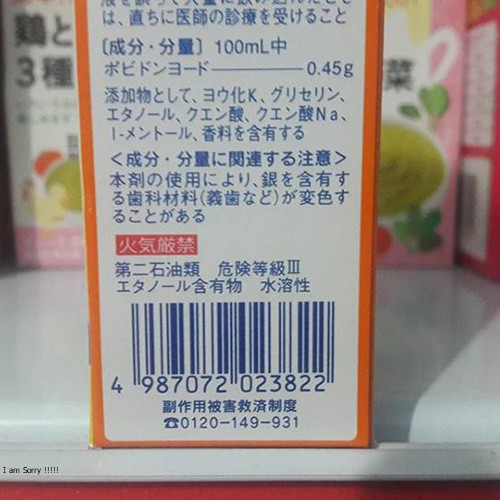 は、直ちに医師の診療を受けること
〔成分・分量〕100mL中
ポビドンヨード 0.45g
添加物として、ヨウ化K、グリセリン、
エタノール、クエン酸、クエン酸Na、
l-メントール、香料を含有する
<成分・分量に関連する注意>
本剤の使用により、銀を含有す
る歯科材料(義歯など)が変色す
ることがある
火気厳禁
第二石油類 危険等級Ⅲ
エタノール含有物 水溶性
4 987072 023822
副作用被害救済制度
☎0120-149-931
鶏と
3種
菜
I am Sorry !!!!!